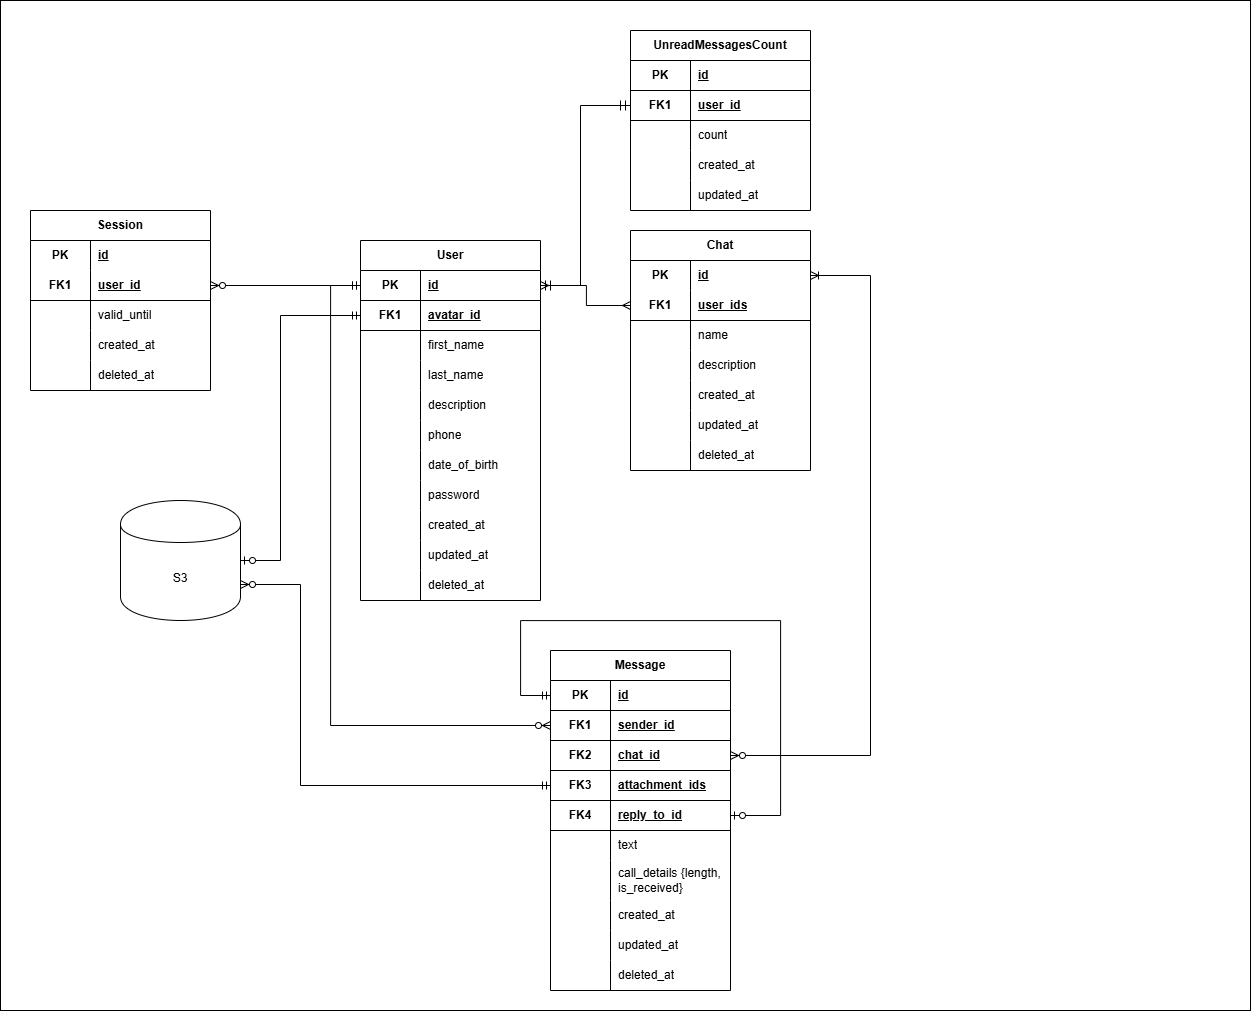 UnreadMessagesCount
PK id
FK1 user_id
count
created_at
updated_at
Session
PK id
FK1 user_id
valid_until
created_at
deleted_at
User
PK id
FK1 avatar_id
first_name
last_name
description
phone
date_of_birth
password
created_at
updated_at
deleted_at
Chat
PK id
FK1 user_ids
name
description
created_at
updated_at
deleted_at
S3
Message
PK id
FK1 sender_id
FK2 chat_id
FK3 attachment_ids
FK4 reply_to_id
text
call_details {length,
is_received}
created_at
updated_at
deleted_at